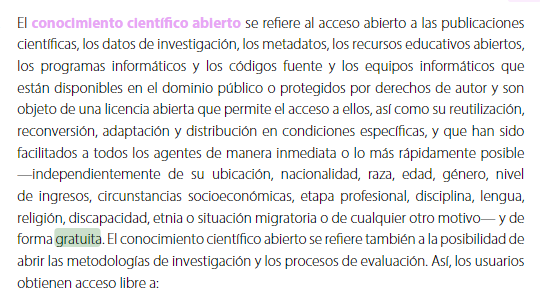 El conocimiento científico abierto se refiere al acceso abierto a las publicaciones
científicas, los datos de investigación, los metadatos, los recursos educativos abiertos,
los programas informáticos y los códigos fuente y los equipos informáticos que
están disponibles en el dominio público o protegidos por derechos de autor y son
objeto de una licencia abierta que permite el acceso a ellos, así como su reutilización,
reconversión, adaptación y distribución en condiciones específicas, y que han sido
facilitados a todos los agentes de manera inmediata o lo más rápidamente posible
—independientemente de su ubicación, nacionalidad, raza, edad, género, nivel
de ingresos, circunstancias socioeconómicas, etapa profesional, disciplina, lengua,
religión, discapacidad, etnia o situación migratoria o de cualquier otro motivo— y de
forma gratuita. El conocimiento científico abierto se refiere también a la posibilidad de
abrir las metodologías de investigación y los procesos de evaluación. Así, los usuarios
obtienen acceso libre a: